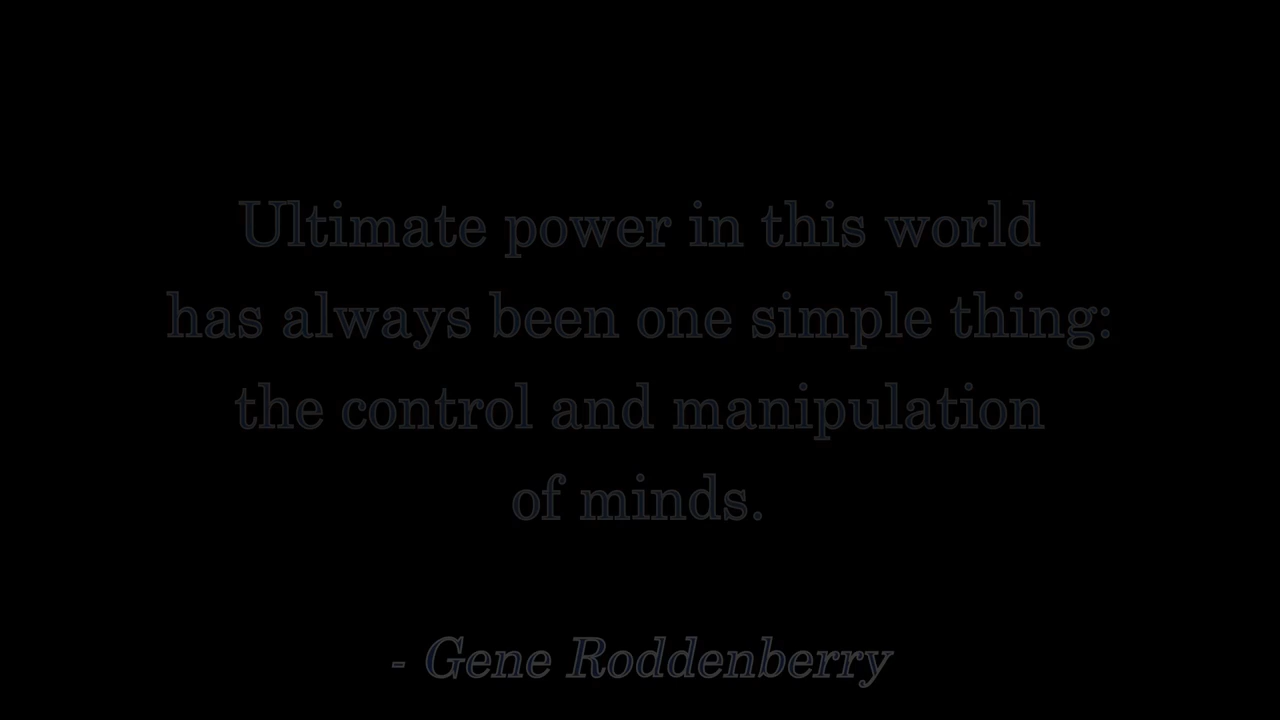 Ultimate power in this world
has always been one simple thing:
the control and manipulation
of minds.
- Gene Roddenberry